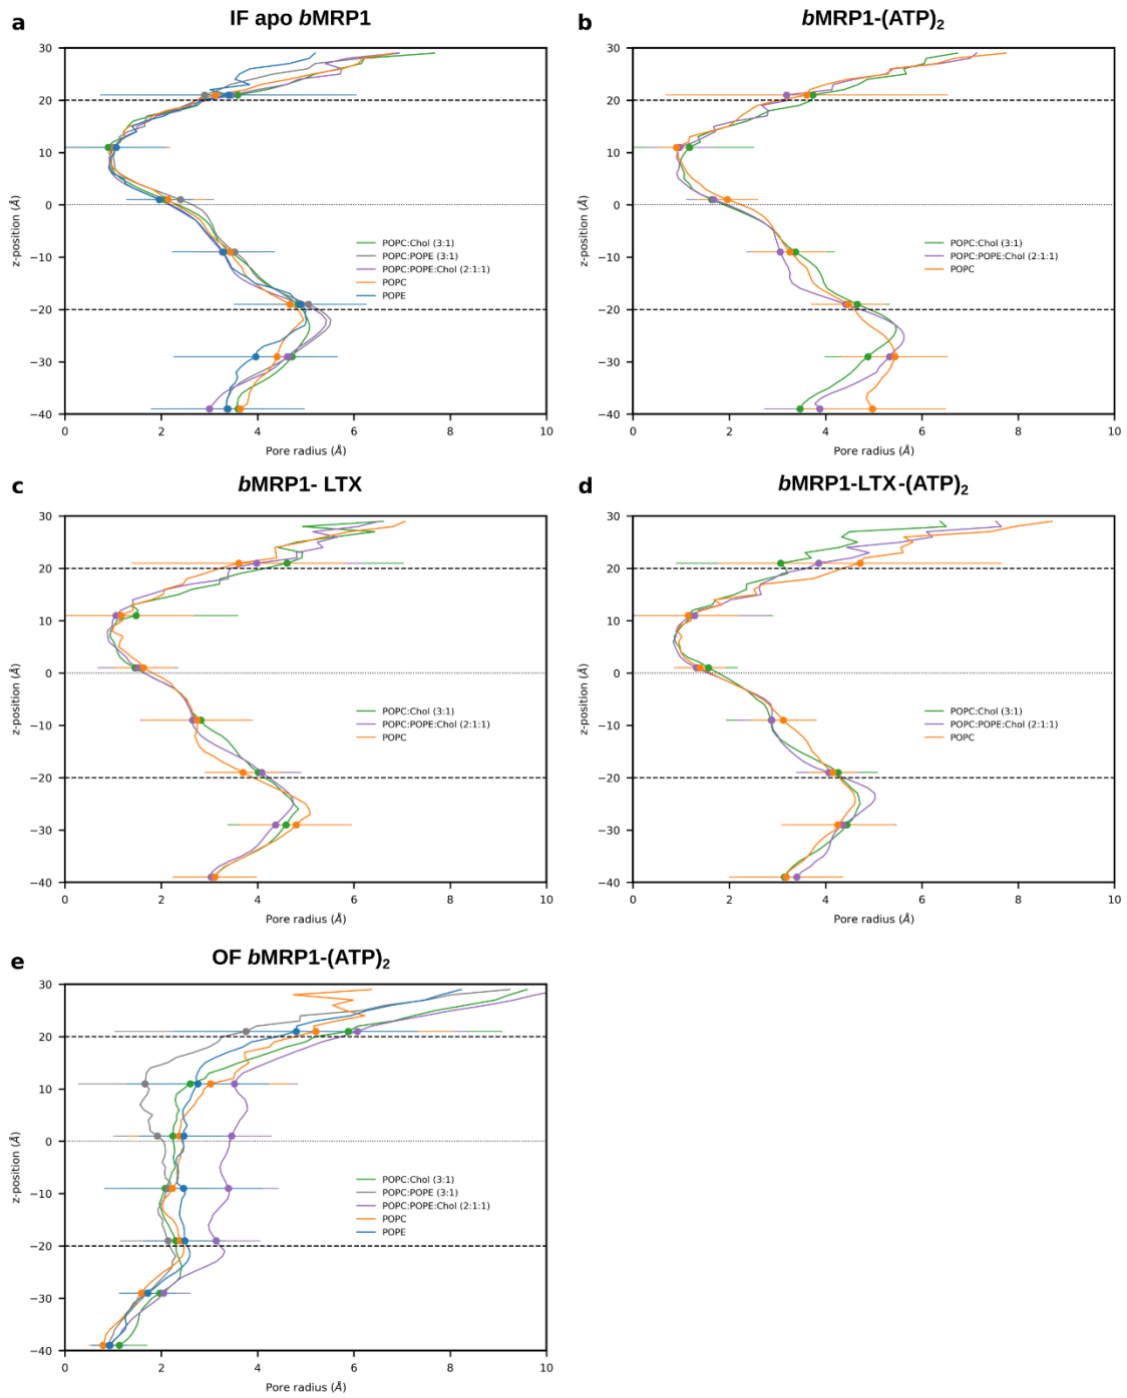 a
IF apo bMRP1
30
20
10
0
−10
−20
−30
−40
z-position (Å)
POPC:Chol (3:1)
POPC:POPE (3:1)
POPC:POPE:Chol (2:1:1)
POPC
POPE
0 2 4 6 8 10
Pore radius (Å)
b
bMRP1-(ATP)2
30
20
10
0
−10
−20
−30
−40
z-position (Å)
POPC:Chol (3:1)
POPC:POPE:Chol (2:1:1)
POPC
0 2 4 6 8 10
Pore radius (Å)
c
bMRP1- LTX
30
20
10
0
−10
−20
−30
−40
z-position (Å)
POPC:Chol (3:1)
POPC:POPE:Chol (2:1:1)
POPC
0 2 4 6 8 10
Pore radius (Å)
d
bMRP1-LTX-(ATP)2
30
20
10
0
−10
−20
−30
−40
z-position (Å)
POPC:Chol (3:1)
POPC:POPE:Chol (2:1:1)
POPC
0 2 4 6 8 10
Pore radius (Å)
e
OF bMRP1-(ATP)2
30
20
10
0
−10
−20
−30
−40
z-position (Å)
POPC:Chol (3:1)
POPC:POPE (3:1)
POPC:POPE:Chol (2:1:1)
POPC
POPE
0 2 4 6 8 10
Pore radius (Å)